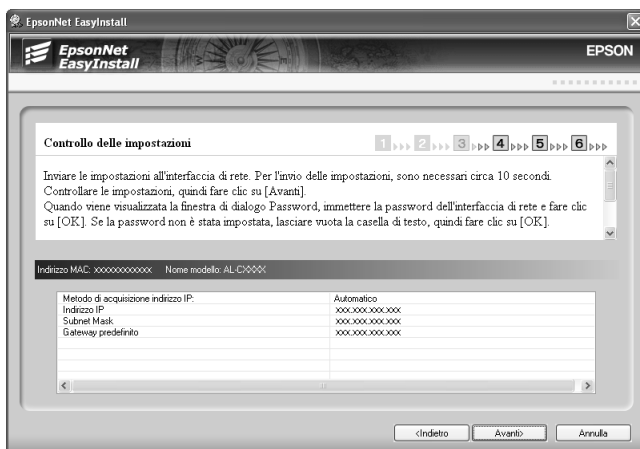 EpsonNet EasyInstall
EpsonNet
EasyInstall
EPSON
Controllo delle impostazioni
1 2 3 4 5 6
Inviare le impostazioni all'interfaccia di rete. Per l'invio delle impostazioni, sono necessari circa 10 secondi.
Controllare le impostazioni, quindi fare clic su [Avanti].
Quando viene visualizzata la finestra di dialogo Password, immettere la password dell'interfaccia di rete e fare clic
su [OK]. Se la password non è stata impostata, lasciare vuota la casella di testo, quindi fare clic su [OK].
Indirizzo MAC: xxxxxxxxxxxx Nome modello: AL-CXXXX
Metodo di acquisizione indirizzo IP: Automatico
Indirizzo IP xxx.xxx.xxx.xxx
Subnet Mask xxx.xxx.xxx.xxx
Gateway predefinito xxx.xxx.xxx.xxx
<Indietro Avanti> Annulla